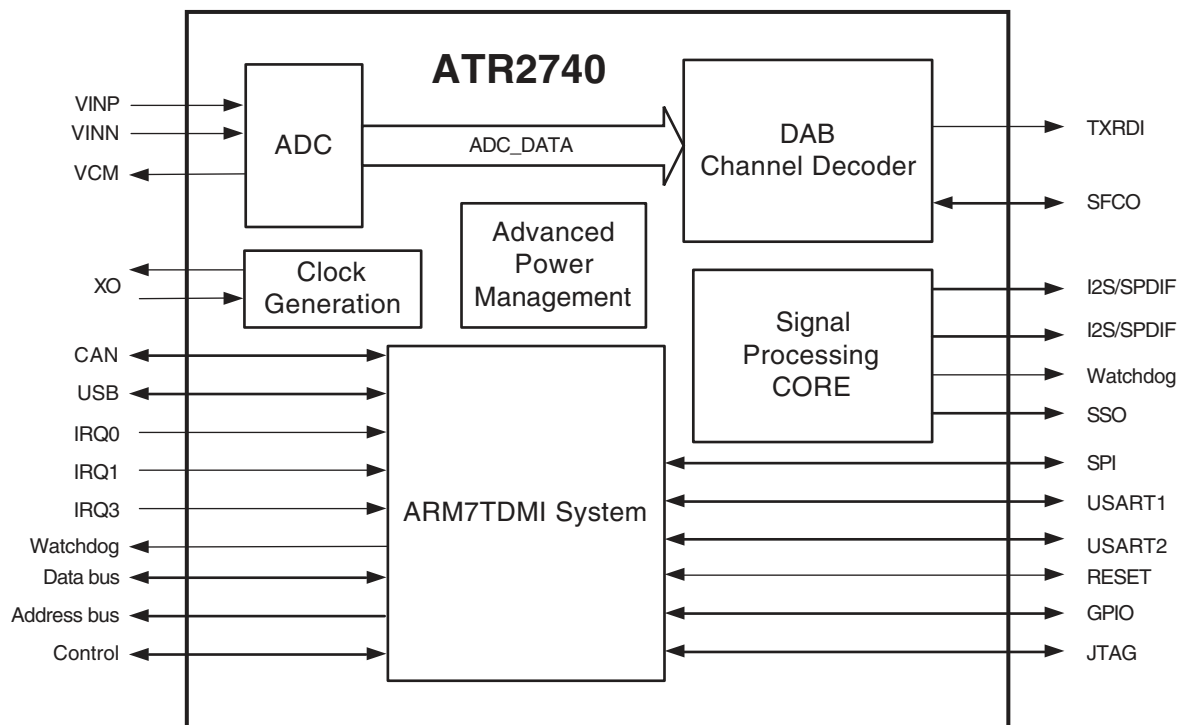 ATR2740
VINP
VINN
VCM
ADC
ADC_DATA
DAB
Channel Decoder
TXRDI
SFCO
XO
Clock
Generation
Advanced
Power
Management
Signal
Processing
CORE
I2S/SPDIF
I2S/SPDIF
Watchdog
SSO
CAN
USB
IRQ0
IRQ1
IRQ3
Watchdog
Data bus
Address bus
Control
ARM7TDMI System
SPI
USART1
USART2
RESET
GPIO
JTAG